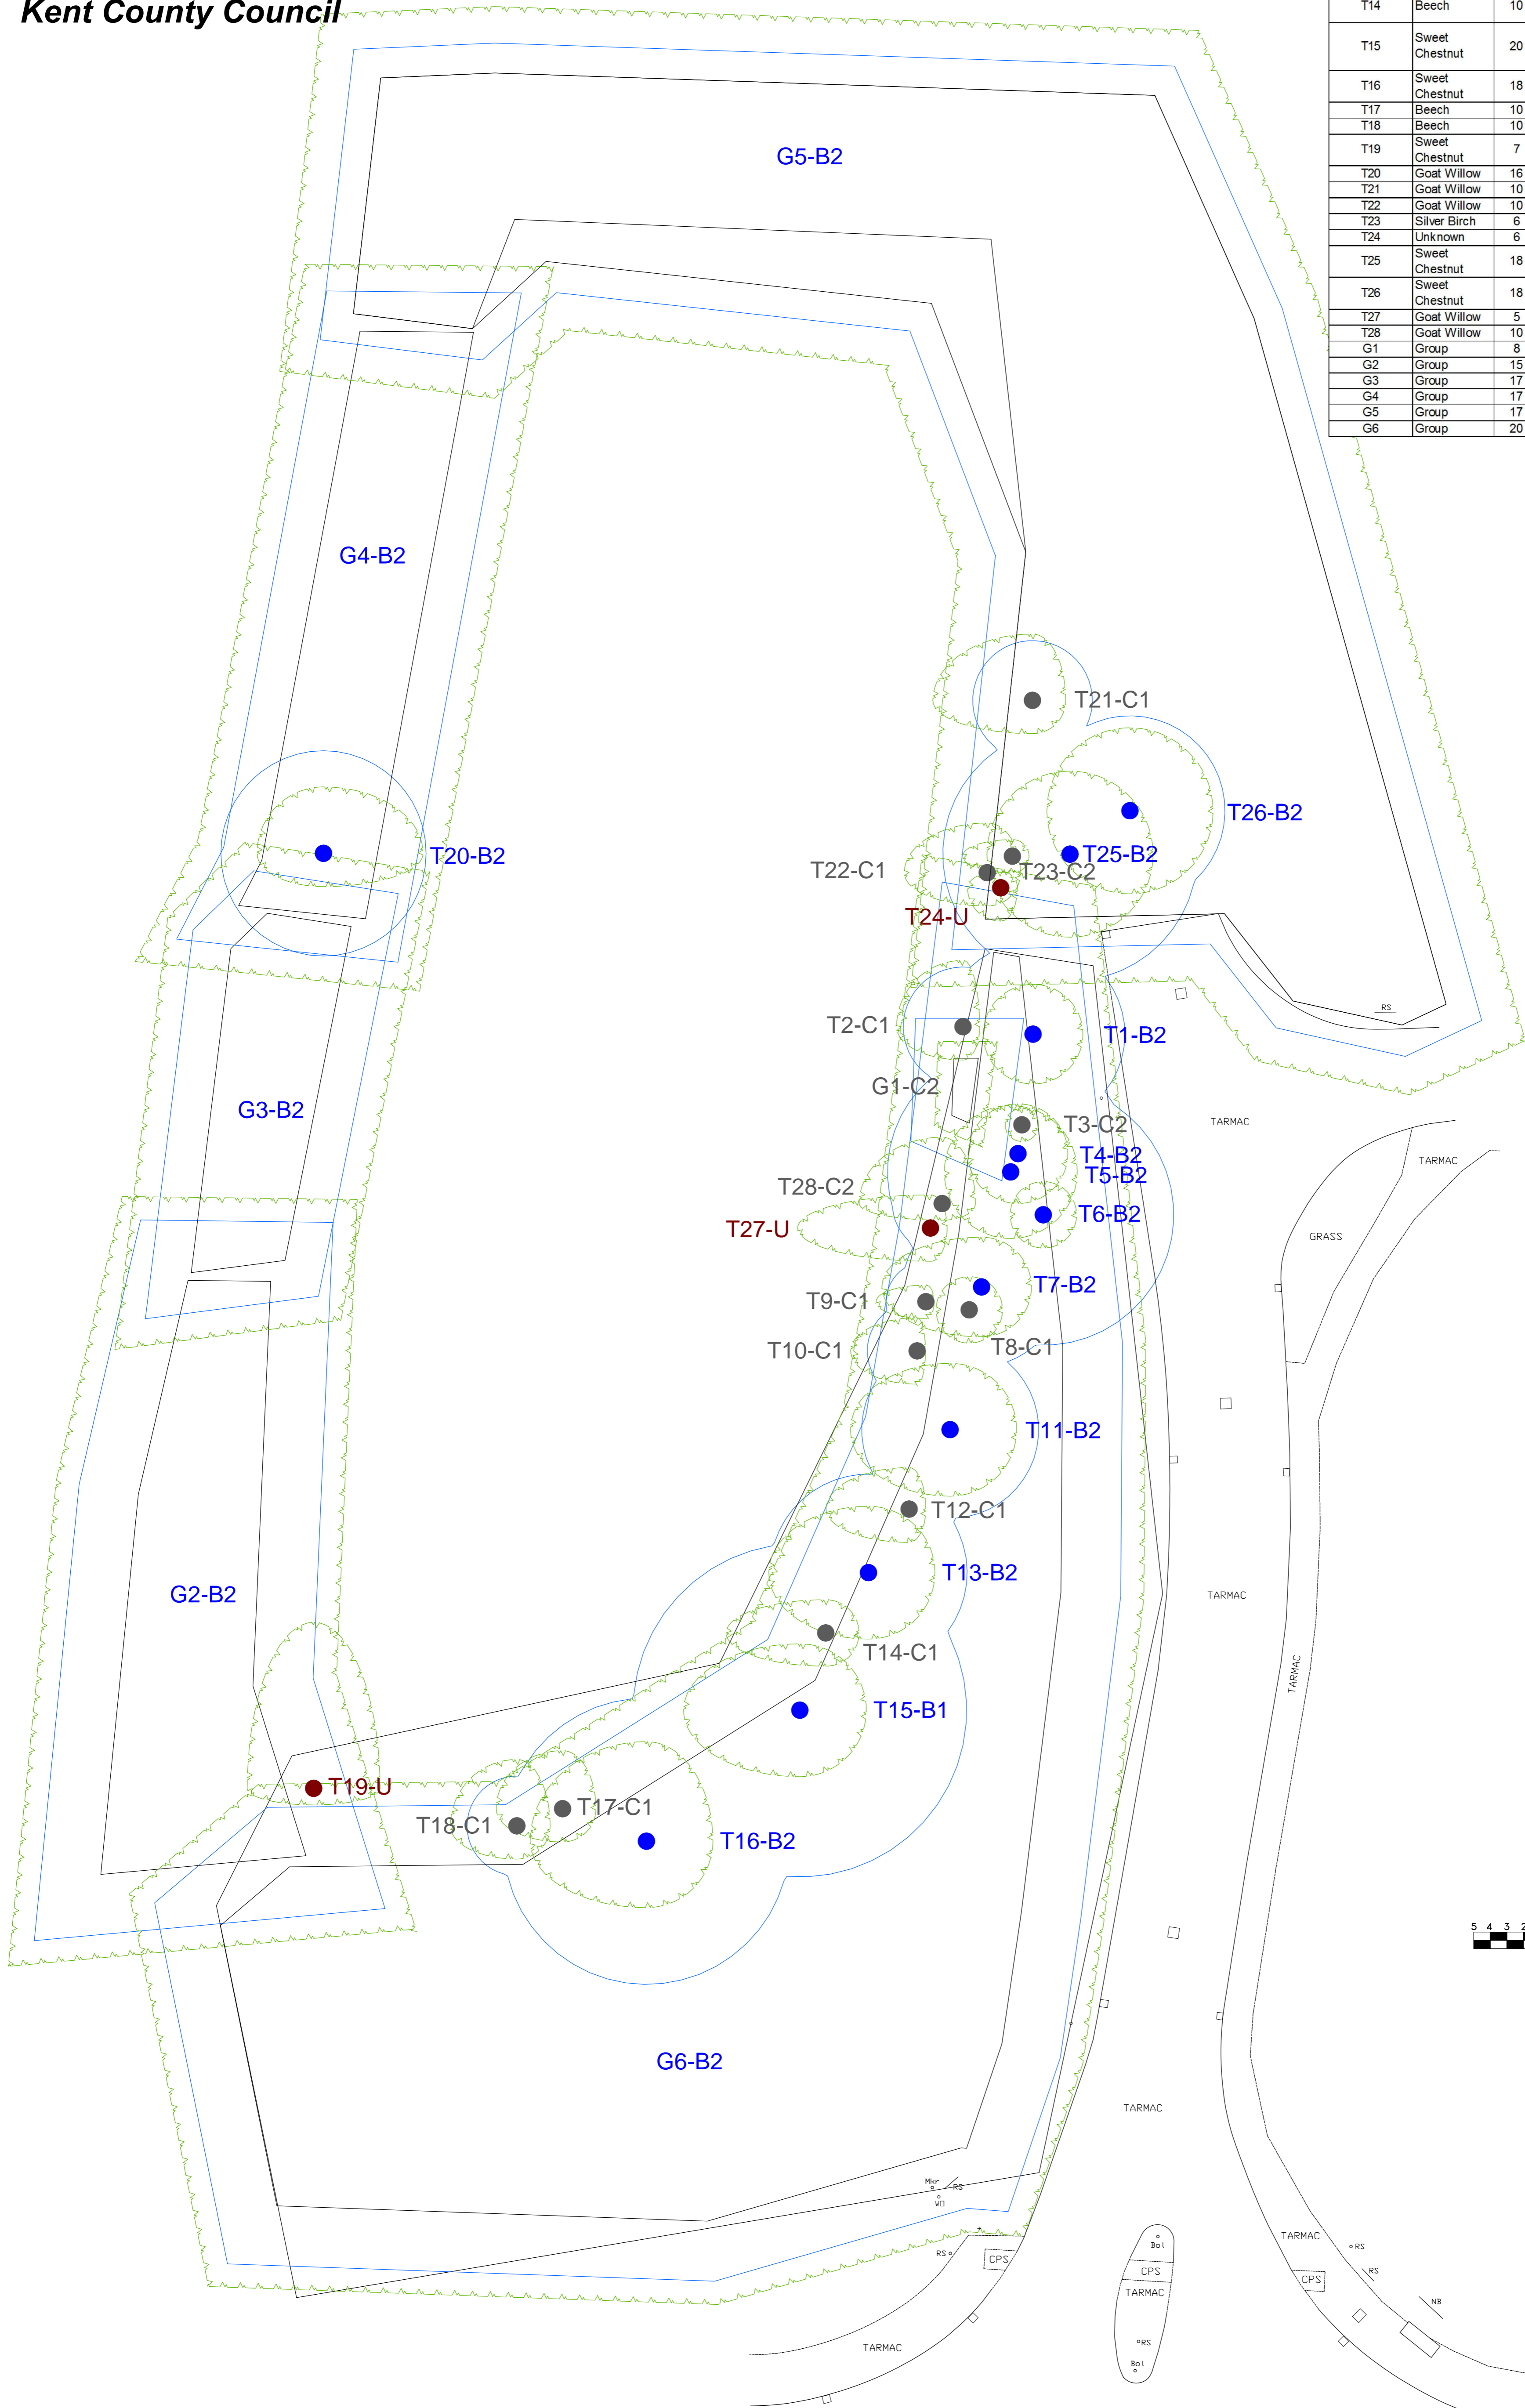 Kent County Council
T14 Beech 10
T15 Sweet Chestnut 20
T16 Sweet Chestnut 18
T17 Beech 10
T18 Beech 10
T19 Sweet Chestnut 7
T20 Goat Willow 16
T21 Goat Willow 10
T22 Goat Willow 10
T23 Silver Birch 6
T24 Unknown 6
T25 Sweet Chestnut 18
T26 Sweet Chestnut 18
T27 Goat Willow 5
T28 Goat Willow 10
G1 Group 8
G2 Group 15
G3 Group 17
G4 Group 17
G5 Group 17
G6 Group 20
G5-B2
G4-B2
T21-C1
T26-B2
T20-B2
T25-B2
T22-C1
T23-C2
T24-U
RS
T2-C1
T1-B2
G1-C2
G3-B2
TARMAC
T3-C2
T4-B2
TARMAC
T5-B2
T28-C2
T6-B2
T27-U
GRASS
T7-B2
T9-C1
T8-C1
T10-C1
T11-B2
T12-C1
T13-B2
G2-B2
TARMAC
T14-C1
TARMAC
T15-B1
T19-U
T17-C1
T18-C1
T16-B2
5 4 3 2
G6-B2
TARMAC
Mkr
RS
WO
TARMAC
Bol
RS
RS
CPS
CPS
RS
CPS
TARMAC
NB
RS
TARMAC
Bol